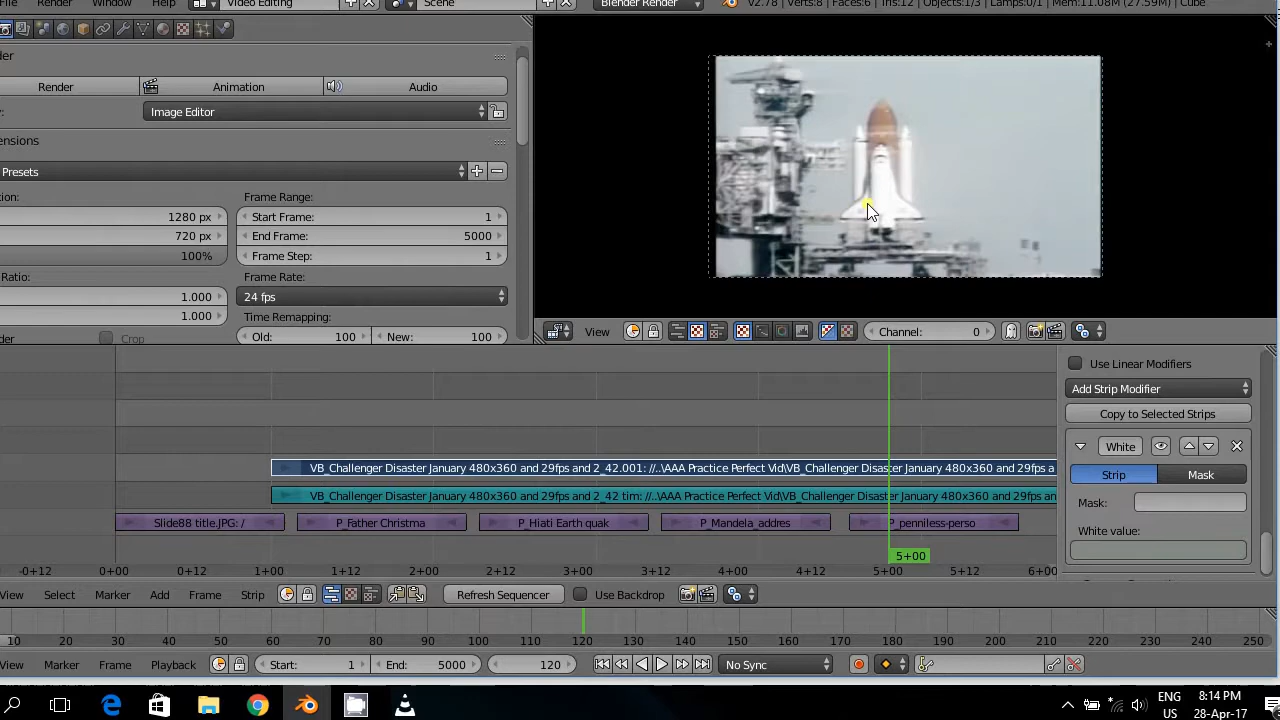 File Render Window Help Video Editing Scene Blender Render v2.78 | Verts:8 | Faces:6 | Tris:12 | Objects:1/3 | Lamps:0/1 | Mem:11.08M (27.59M) | Cube
der
Render Animation Audio
y: Image Editor
ensions
Presets
ion: Frame Range:
1280 px Start Frame: 1
720 px End Frame: 5000
100% Frame Step: 1
Ratio: Frame Rate:
1.000 24 fps
1.000 Time Remapping:
der Crop Old: 100 New: 100
View Channel: 0
Use Linear Modifiers
Add Strip Modifier
Copy to Selected Strips
White
Strip Mask
Mask:
White value:
VB_Challenger Disaster January 480x360 and 29fps and 2_42.001: //..\AAA Practice Perfect Vid\VB_Challenger Disaster January 480x360 and 29fps a
VB_Challenger Disaster January 480x360 and 29fps and 2_42 tim: //..\AAA Practice Perfect Vid\VB_Challenger Disaster January 480x360 and 29fps an
Slide88 title.JPG: / P_Father Christma P_Hiati Earth quak P_Mandela_addres P_penniless-perso
5+00
-0+12 0+00 0+12 1+00 1+12 2+00 2+12 3+00 3+12 4+00 4+12 5+00 5+12 6+00
View Select Marker Add Frame Strip Refresh Sequencer Use Backdrop
10 20 30 40 50 60 70 80 90 100 110 120 130 140 150 160 170 180 190 200 210 220 230 240 250
View Marker Frame Playback Start: 1 End: 5000 120 No Sync
ENG 8:14 PM
US 28-Apr-17